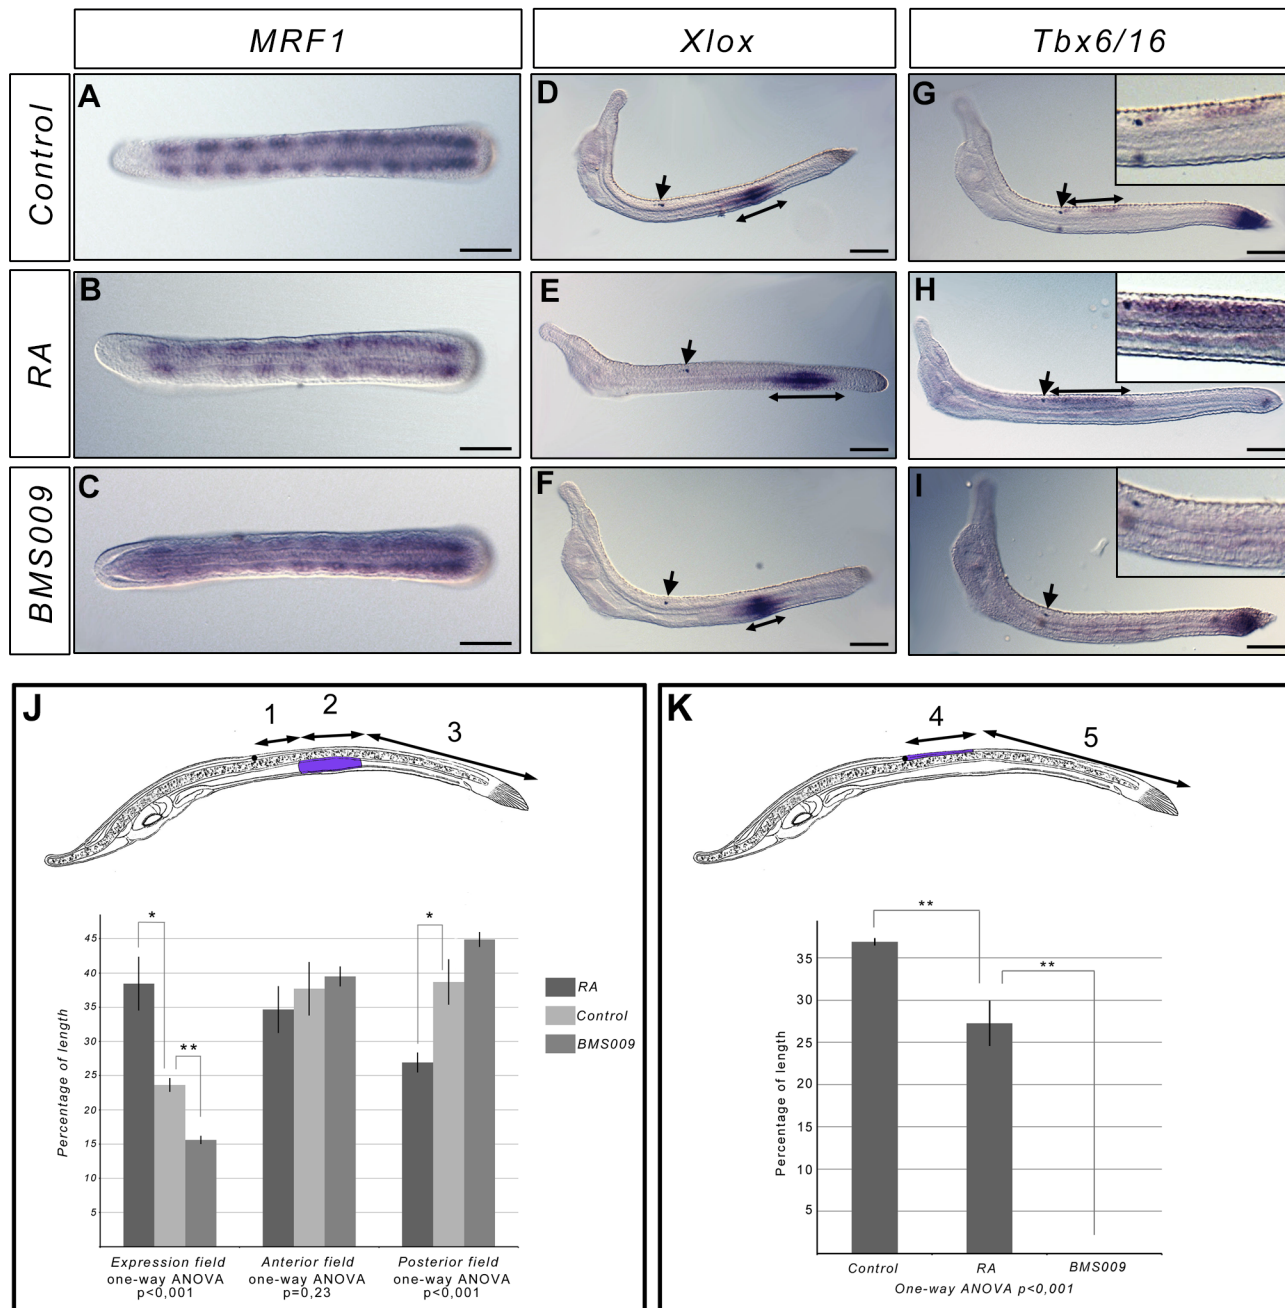 MRF1
Xlox
Tbx6/16
Control
RA
BMS009
A
B
C
D
E
F
G
H
I
J
1
2
3
*
**
*
45
40
35
30
25
20
15
10
5
Percentage of length
RA
Control
BMS009
Expression field
one-way ANOVA
p<0,001
Anterior field
one-way ANOVA
p=0,23
Posterior field
one-way ANOVA
p<0,001
K
4
5
**
**
35
30
25
20
15
10
5
Percentage of length
Control
RA
BMS009
One-way ANOVA p<0,001